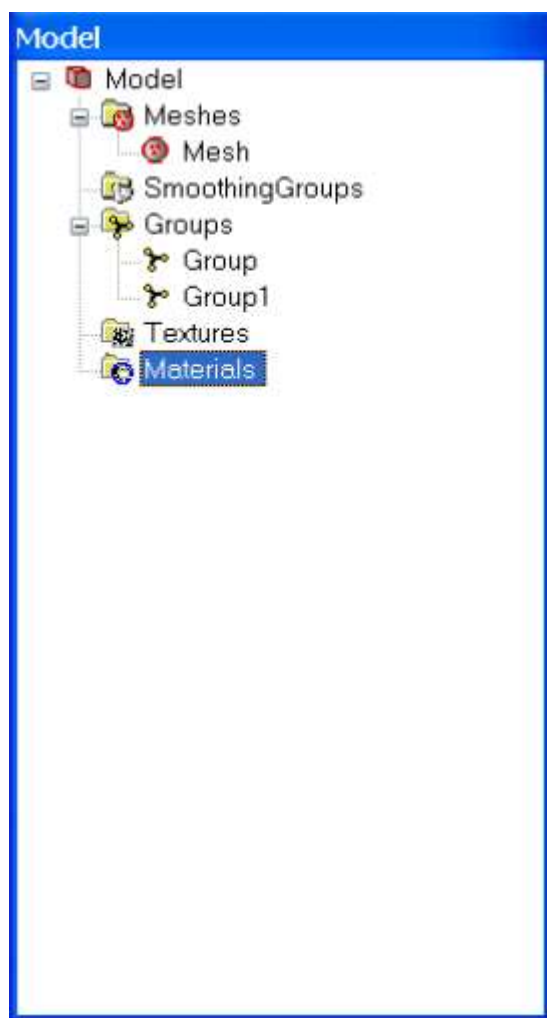 Model
Model
Meshes
Mesh
SmoothingGroups
Groups
Group
Group1
Textures
Materials